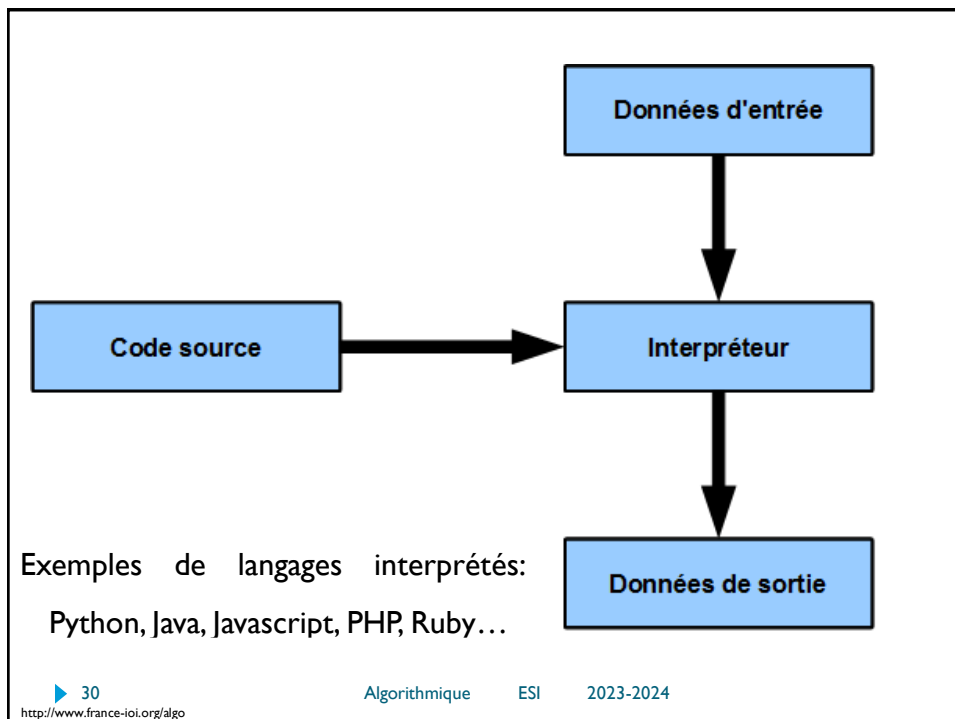 Données d'entrée
Code source
Interpréteur
Données de sortie
Exemples de langages interprétés:
Python, Java, Javascript, PHP, Ruby…
30 Algorithmique ESI 2023-2024
http://www.france-ioi.org/algo